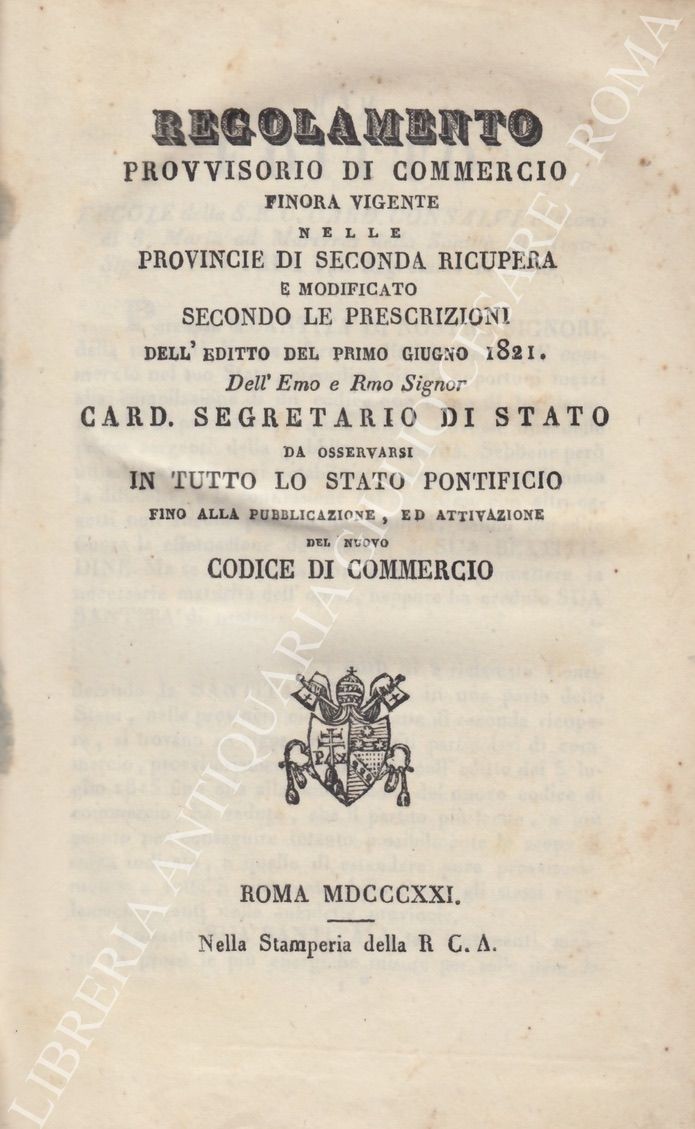 REGOLAMENTO
PROVVISORIO DI COMMERCIO
FINORA VIGENTE
NELLE
PROVINCIE DI SECONDA RICUPERA
E MODIFICATO
SECONDO LE PRESCRIZIONI
DELL' EDITTO DEL PRIMO GIUGNO 1821.
Dell' Emo e Rmo Signor
CARD. SEGRETARIO DI STATO
DA OSSERVARSI
IN TUTTO LO STATO PONTIFICIO
FINO ALLA PUBBLICAZIONE, ED ATTIVAZIONE
DEL NUOVO
CODICE DI COMMERCIO
ROMA MDCCCXXI.
Nella Stamperia della R C. A.
LIBRERIA ANTIQUARIA GIULIO CESARE - ROMA